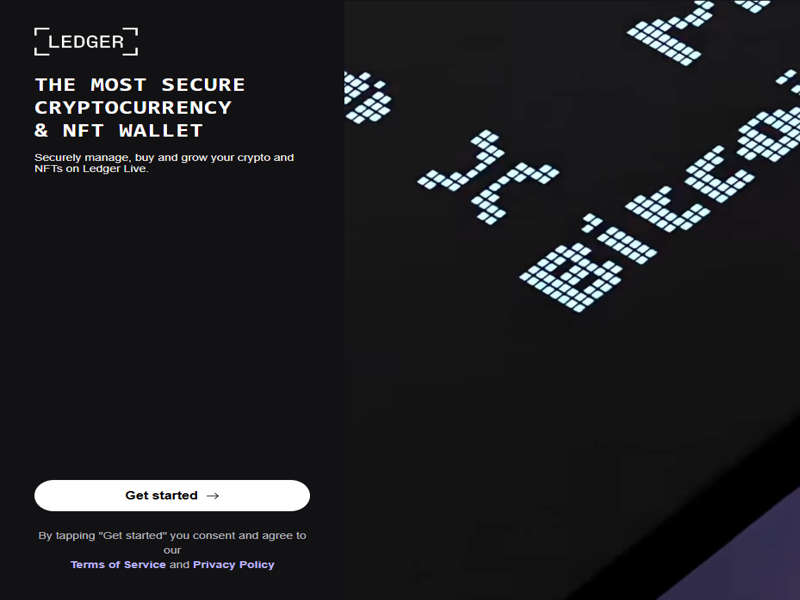 LEDGER
THE MOST SECURE
CRYPTOCURRENCY
& NFT WALLET
Securely manage, buy and grow your crypto and
NFTs on Ledger Live.
Bitcoi
Get started →
By tapping "Get started" you consent and agree to
our
Terms of Service and Privacy Policy